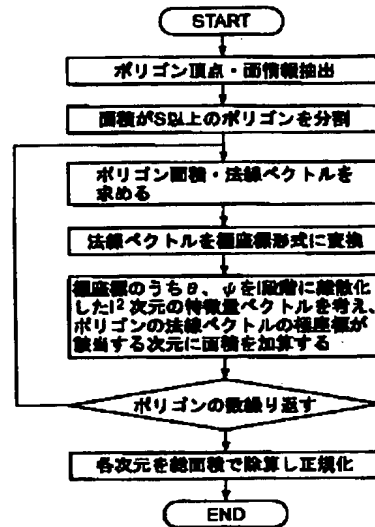 START
ポリゴン頂点・面情報抽出
面積がS以上のポリゴンを分割
ポリゴン面積・法線ベクトルを
求める
法線ベクトルを極座標形式に変換
極座標のうちθ、ψをI段階に離散化
したI²次元の特徴量ベクトルを考え、
ポリゴンの法線ベクトルの極座標が
該当する次元に面積を加算する
ポリゴンの数繰り返す
各次元を総面積で除算し正規化
END